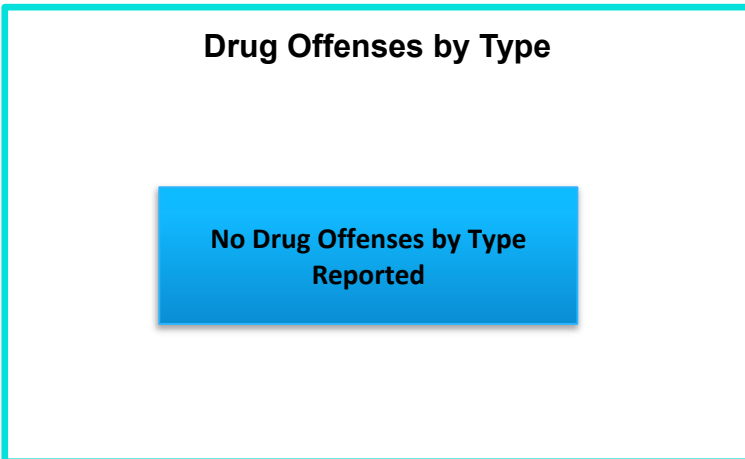 Drug Offenses by Type
No Drug Offenses by Type
Reported